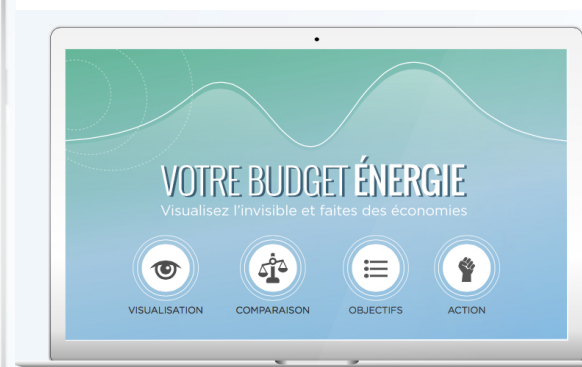 VOTRE BUDGET ÉNERGIE
Visualisez l'invisible et faites des économies
VISUALISATION COMPARAISON OBJECTIFS ACTION